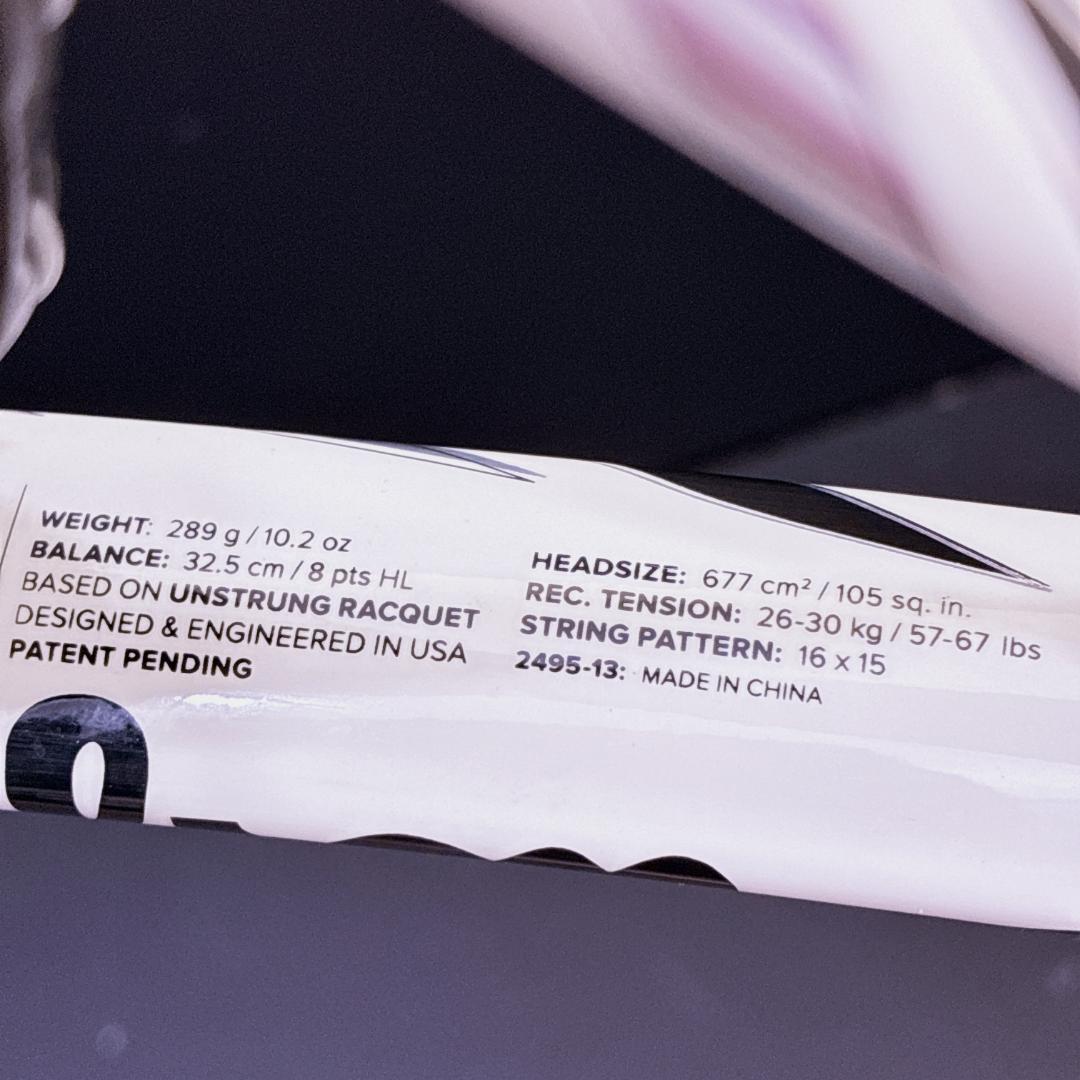 WEIGHT: 289 g / 10.2 oz
BALANCE: 32.5 cm / 8 pts HL
BASED ON UNSTRUNG RACQUET
DESIGNED & ENGINEERED IN USA
PATENT PENDING
HEADSIZE: 677 cm² / 105 sq. in.
REC. TENSION: 26-30 kg / 57-67 lbs
STRING PATTERN: 16 x 15
2495-13: MADE IN CHINA